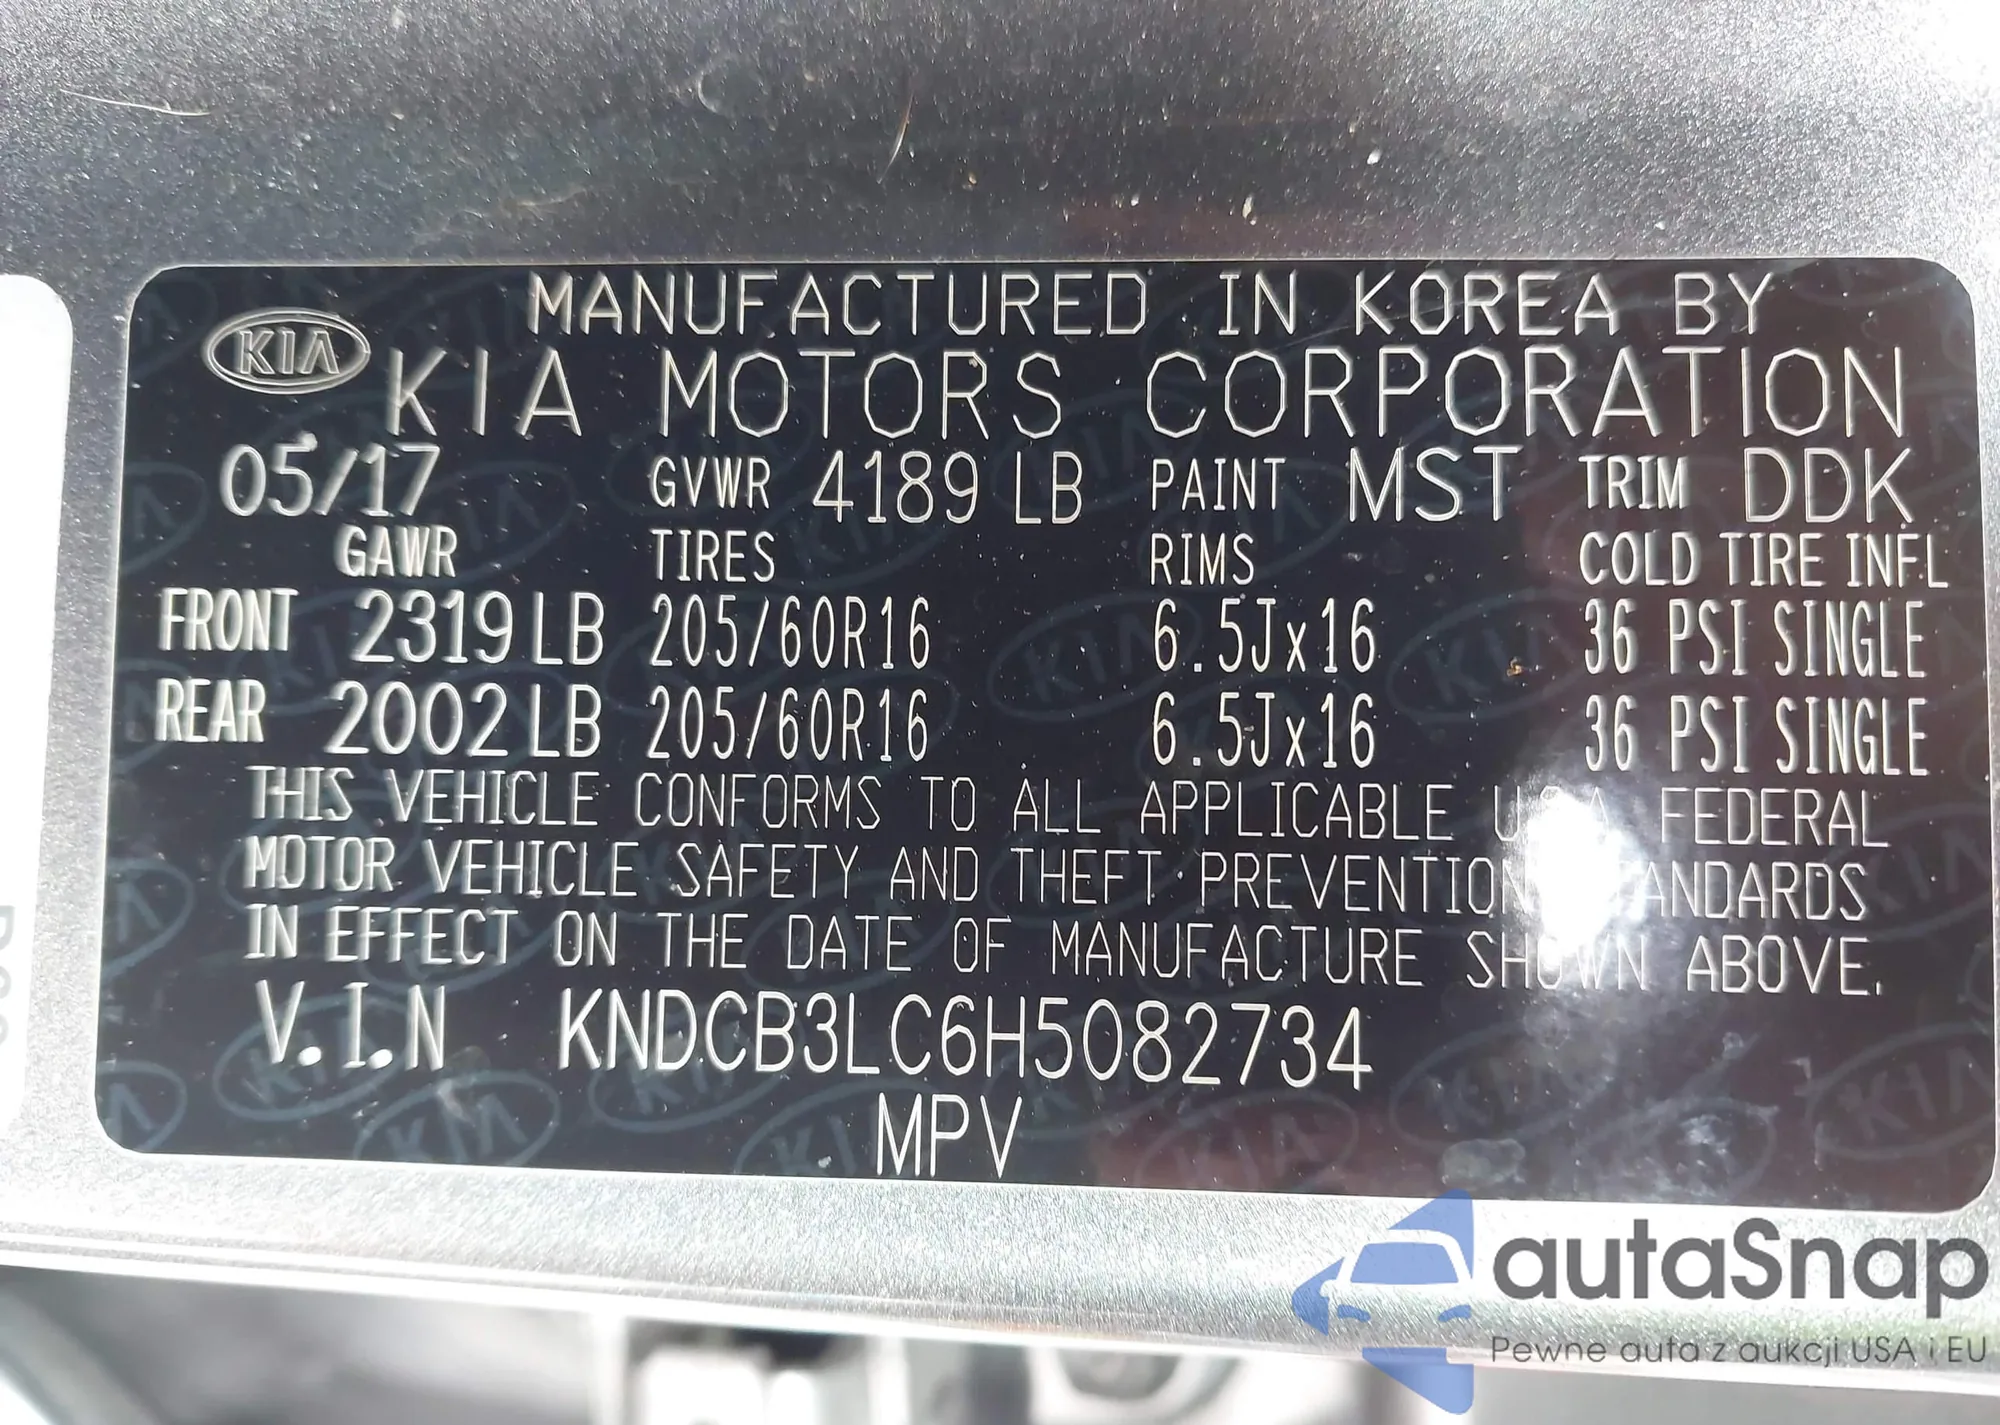 MANUFACTURED IN KOREA BY
KIA KIA MOTORS CORPORATION
05/17 GVWR 4189 LB PAINT MST TRIM DDK
GAWR TIRES RIMS COLD TIRE INFL
FRONT 2319 LB 205/60R16 6.5Jx16 36 PSI SINGLE
REAR 2002 LB 205/60R16 6.5Jx16 36 PSI SINGLE
THIS VEHICLE CONFORMS TO ALL APPLICABLE U.S.A FEDERAL
MOTOR VEHICLE SAFETY AND THEFT PREVENTION STANDARDS
IN EFFECT ON THE DATE OF MANUFACTURE SHOWN ABOVE.
V.I.N KNDCB3LC6H5082734
MPV
autaSnap
Pewne auta z aukcji USA i EU